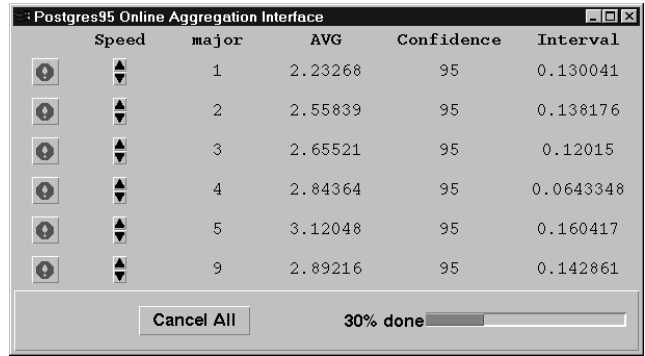 Postgres95 Online Aggregation Interface
Speed major AVG Confidence Interval
1 2.23268 95 0.130041
2 2.55839 95 0.138176
3 2.65521 95 0.12015
4 2.84364 95 0.0643348
5 3.12048 95 0.160417
9 2.89216 95 0.142861
Cancel All 30% done